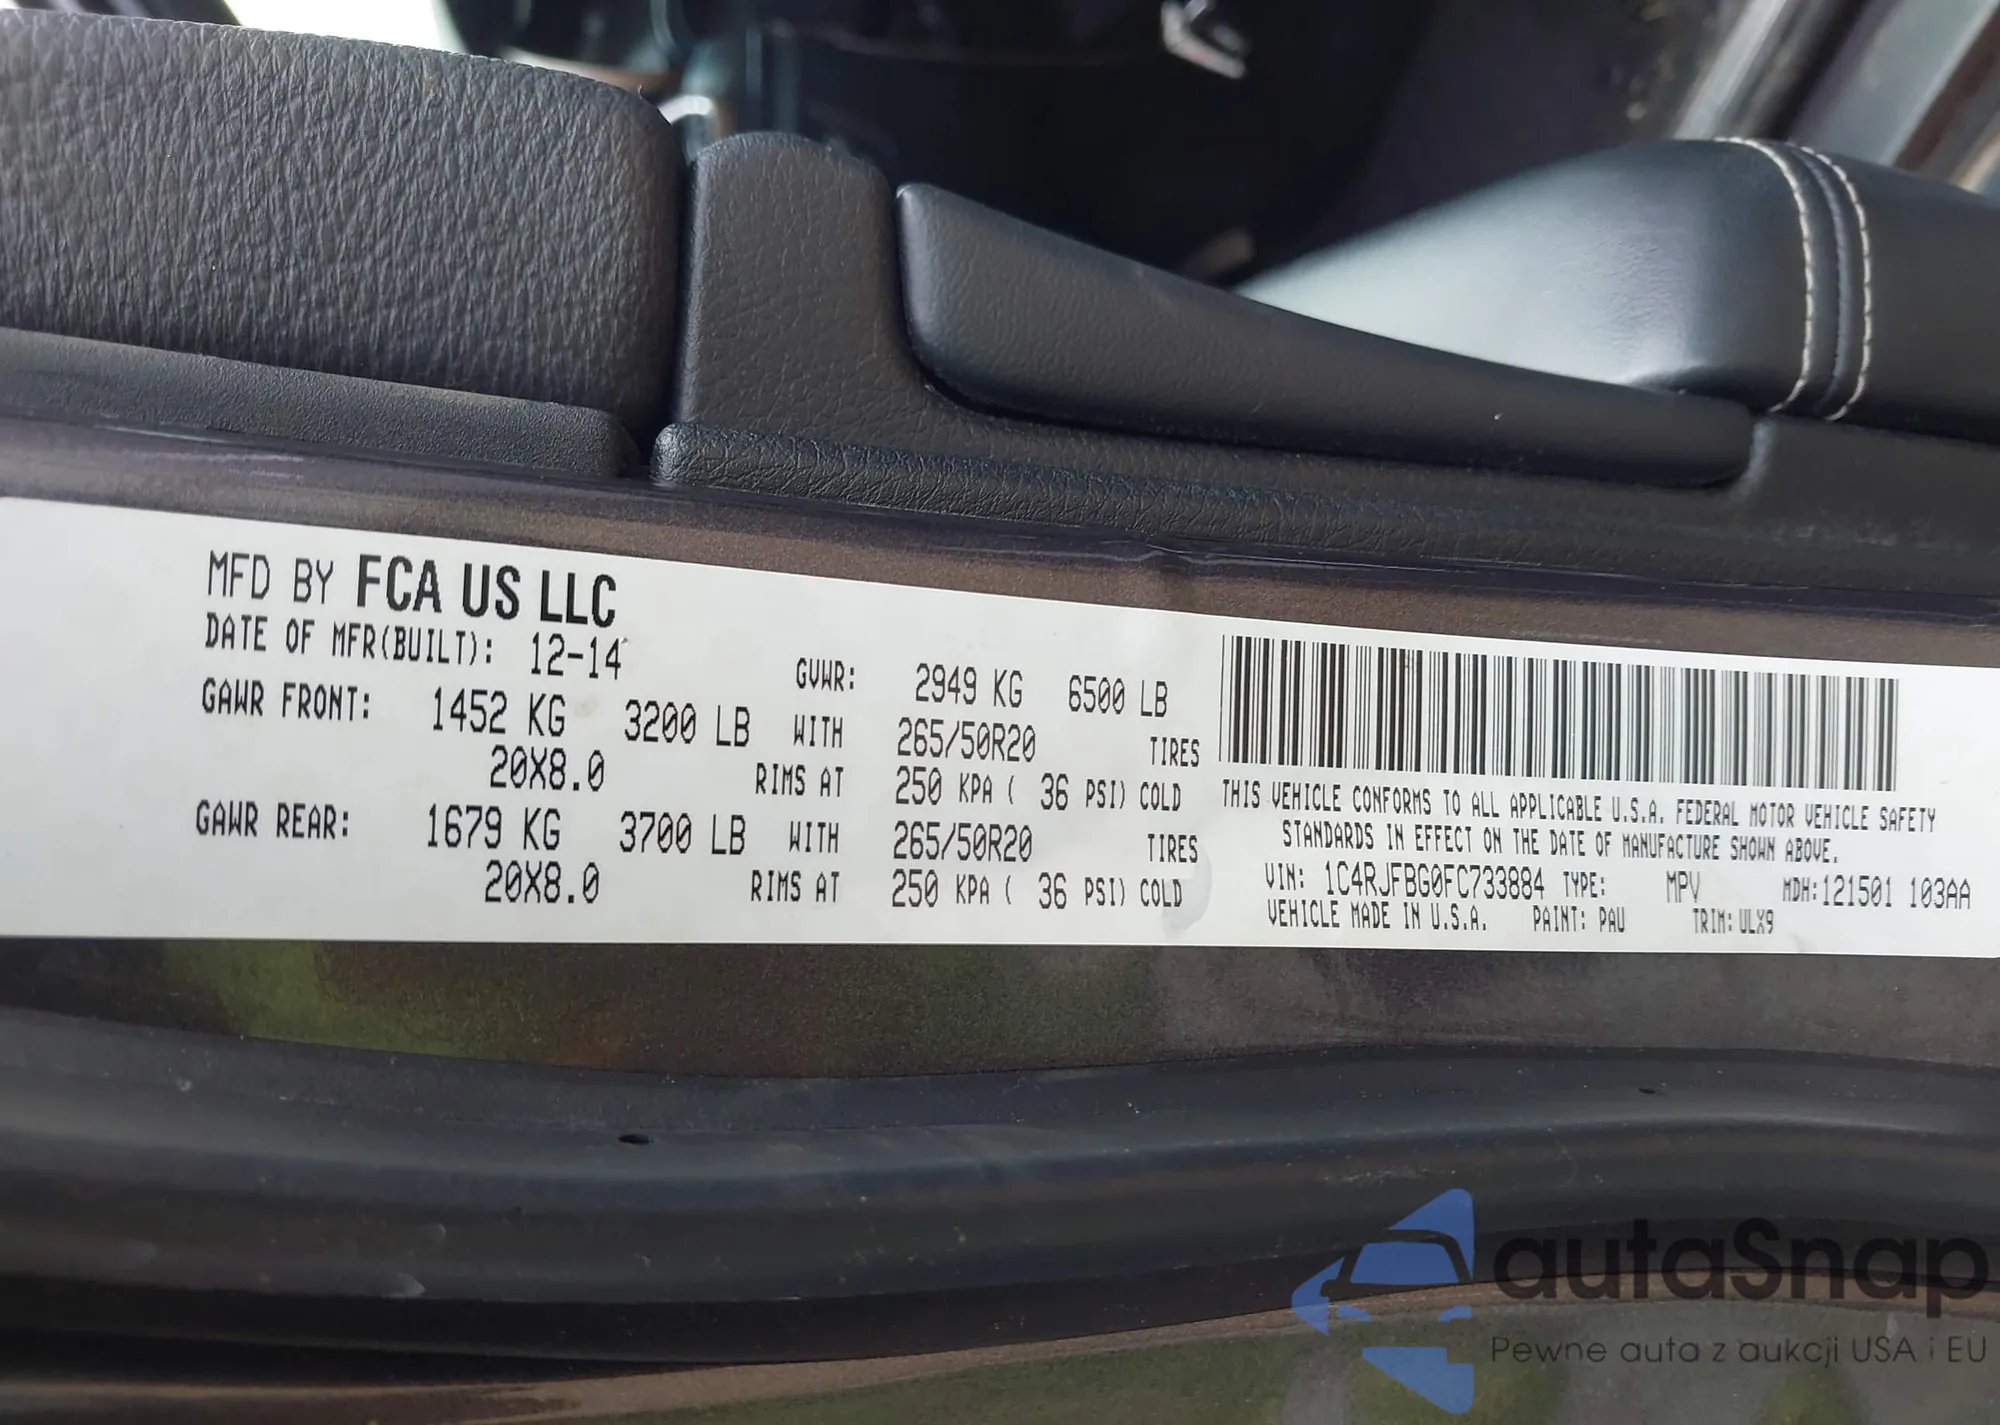 MFD BY FCA US LLC
DATE OF MFR(BUILT): 12-14 GVWR: 2949 KG 6500 LB
GAWR FRONT: 1452 KG 3200 LB WITH 265/50R20 TIRES
20X8.0 RIMS AT 250 KPA ( 36 PSI) COLD
GAWR REAR: 1679 KG 3700 LB WITH 265/50R20 TIRES
20X8.0 RIMS AT 250 KPA ( 36 PSI) COLD
THIS VEHICLE CONFORMS TO ALL APPLICABLE U.S.A. FEDERAL MOTOR VEHICLE SAFETY
STANDARDS IN EFFECT ON THE DATE OF MANUFACTURE SHOWN ABOVE.
VIN: 1C4RJFBG0FC733884 TYPE: MPV MDH:121501 103AA
VEHICLE MADE IN U.S.A. PAINT: PAU TRIM: ULX9
autaSnap
Pewne auta z aukcji USA i EU